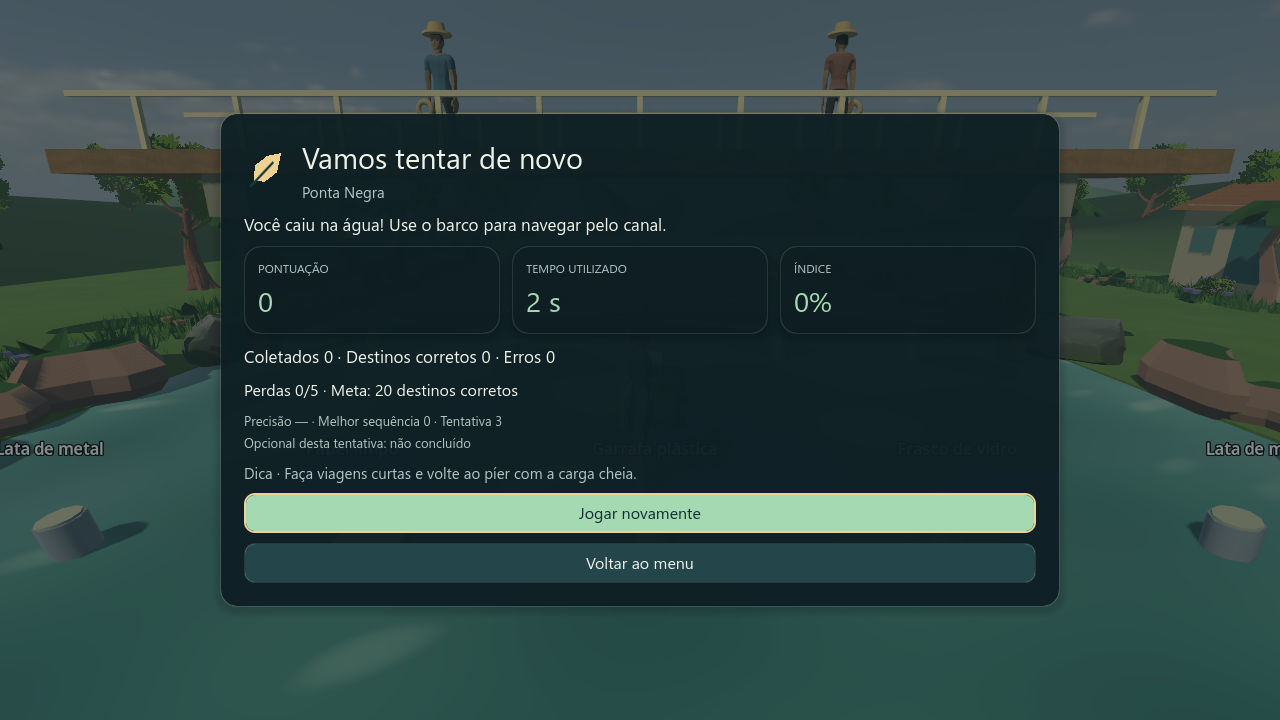 Vamos tentar de novo
Ponta Negra
Você caiu na água! Use o barco para navegar pelo canal.
PONTUAÇÃO
0
TEMPO UTILIZADO
2 s
ÍNDICE
0%
Coletados 0 · Destinos corretos 0 · Erros 0
Perdas 0/5 · Meta: 20 destinos corretos
Precisão — · Melhor sequência 0 · Tentativa 3
Opcional desta tentativa: não concluído
Lata de metal
Garrafa plástica
Frasco de vidro
Lata de m
Dica · Faça viagens curtas e volte ao píer com a carga cheia.
Jogar novamente
Voltar ao menu